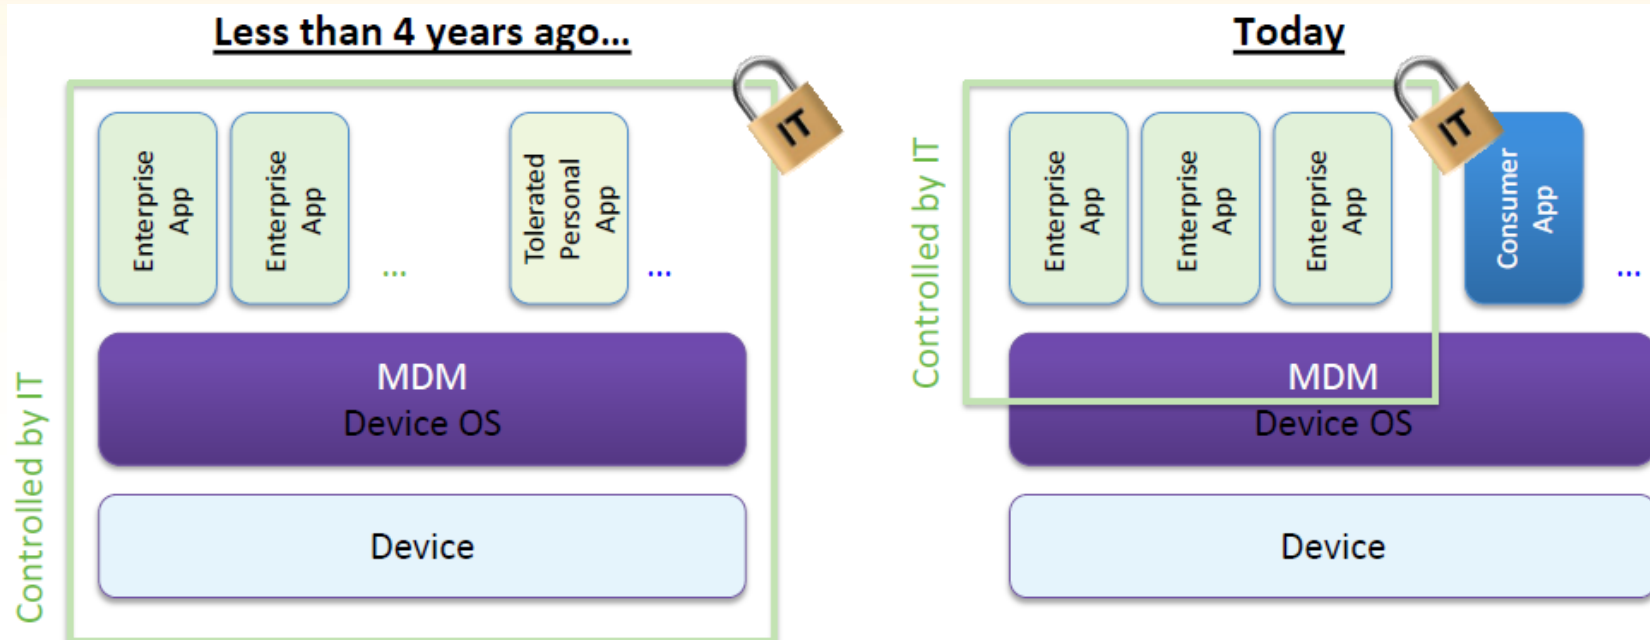 Less than 4 years ago...
Controlled by IT
IT
Enterprise
App
Enterprise
App
...
Tolerated
Personal
App
...
MDM
Device OS
Device
Today
Controlled by IT
IT
Enterprise
App
Enterprise
App
Enterprise
App
Consumer
App
...
MDM
Device OS
Device